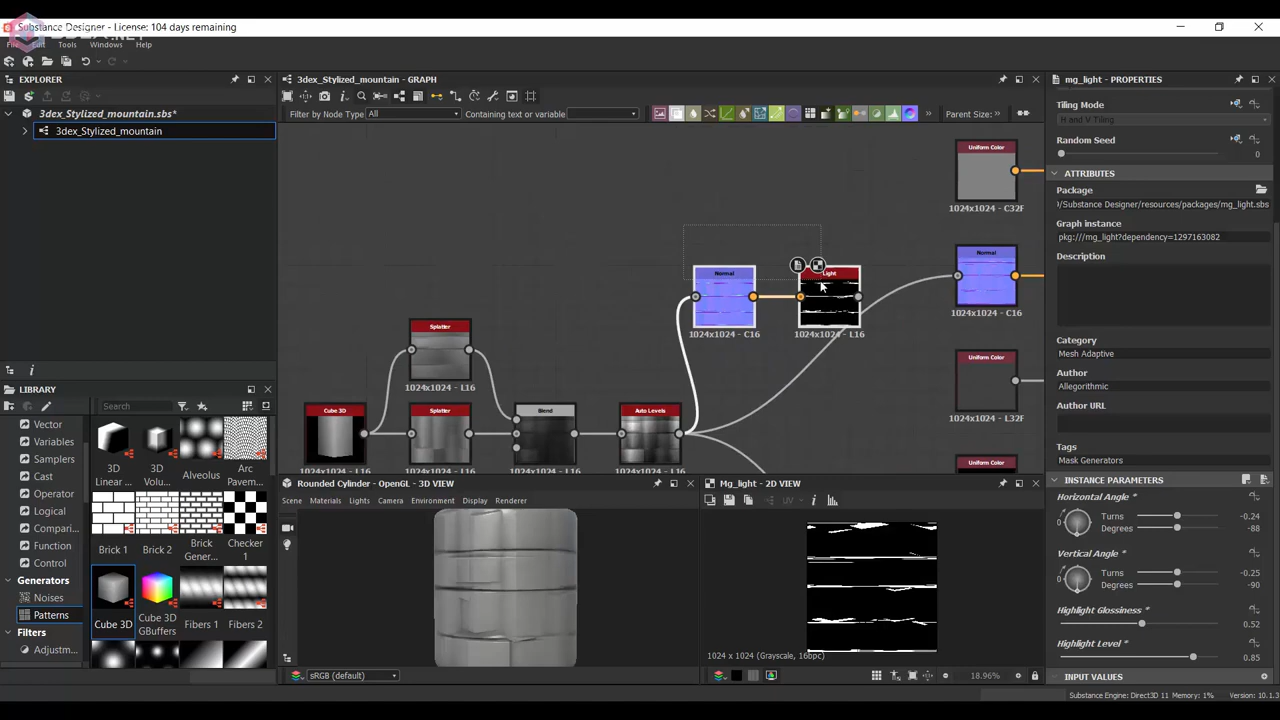 Substance Designer - License: 104 days remaining
File Edit Tools Windows Help
EXPLORER
3dex_Stylized_mountain.sbs*
3dex_Stylized_mountain
3dex_Stylized_mountain - GRAPH
Filter by Node Type All
Containing text or variable
Parent Size:
Uniform Color
1024x1024 - C32F
Normal
1024x1024 - C16
Light
1024x1024 - L16
Normal
1024x1024 - C16
Splatter
1024x1024 - L16
Uniform Color
1024x1024 - L32F
Cube 3D
Splatter
Blend
Auto Levels
Uniform Color
mg_light - PROPERTIES
Tiling Mode
H and V Tiling
Random Seed
0
ATTRIBUTES
Package
/Substance Designer/resources/packages/mg_light.sbs
Graph instance
pkg:///mg_light?dependency=1297163082
Description
Category
Mesh Adaptive
Author
Allegorithmic
Author URL
Tags
Mask Generators
INSTANCE PARAMETERS
Horizontal Angle *
Turns -0.24
Degrees -88
Vertical Angle *
Turns -0.25
Degrees -90
Highlight Glossiness *
0.52
Highlight Level *
0.85
INPUT VALUES
LIBRARY
Search
Vector
Variables
Samplers
Cast
Operator
Logical
Compari...
Function
Control
Generators
Noises
Patterns
Filters
Adjustm...
3D Linear ...
3D Volu...
Alveolus
Arc Pavem...
Brick 1
Brick 2
Brick Gener...
Checker 1
Cube 3D
Cube 3D GBuffers
Fibers 1
Fibers 2
Rounded Cylinder - OpenGL - 3D VIEW
Scene Materials Lights Camera Environment Display Renderer
sRGB (default)
Mg_light - 2D VIEW
UV
1024 x 1024 (Grayscale, 16bpc)
18.96%
Substance Engine: Direct3D 11 Memory: 1%
Version: 10.1.3